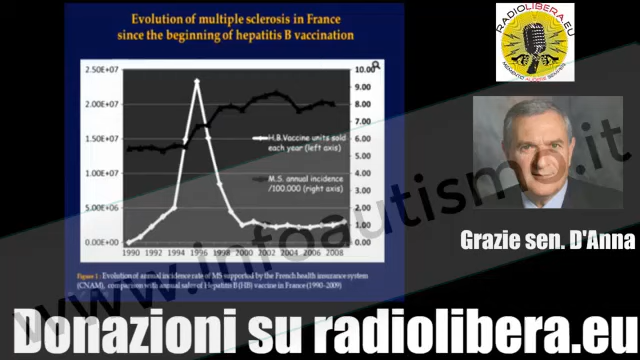 Evolution of multiple sclerosis in France
since the beginning of hepatitis B vaccination
2.50E+07
2.00E+07
1.50E+07
1.00E+07
5.00E+06
0.00E+00
10.00
9.00
8.00
7.00
6.00
5.00
4.00
3.00
2.00
1.00
0.00
H.B.Vaccine units sold
each year (left axis)
M.S. annual incidence
/100.000 (right axis)
1990 1992 1994 1996 1998 2000 2002 2004 2006 2008
Figure 1 : Evolution of annual incidence rate of MS supported by the French health insurance system
(CNAM), comparison with annual sales of Hepatitis B (HB) vaccine in France (1990-2009)
RADIOLIBERA.EU
MEMENTO AUDERE SEMPER
Grazie sen. D'Anna
www.infoautismo.it
Donazioni su radiolibera.eu